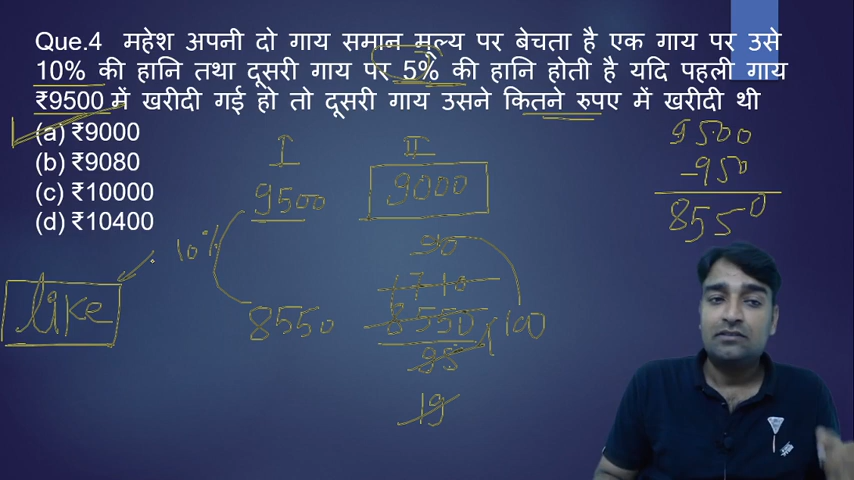 Que.4 महेश अपनी दो गाय समान मूल्य पर बेचता है एक गाय पर उसे
10% की हानि तथा दूसरी गाय पर 5% की हानि होती है यदि पहली गाय
₹9500 में खरीदी गई हो तो दूसरी गाय उसने कितने रुपए में खरीदी थी
(a) ₹9000
(b) ₹9080
(c) ₹10000
(d) ₹10400
I II
9500 9000
10%
90
1710
8550 8550 × 100
95
19
9500
-950
8550
like